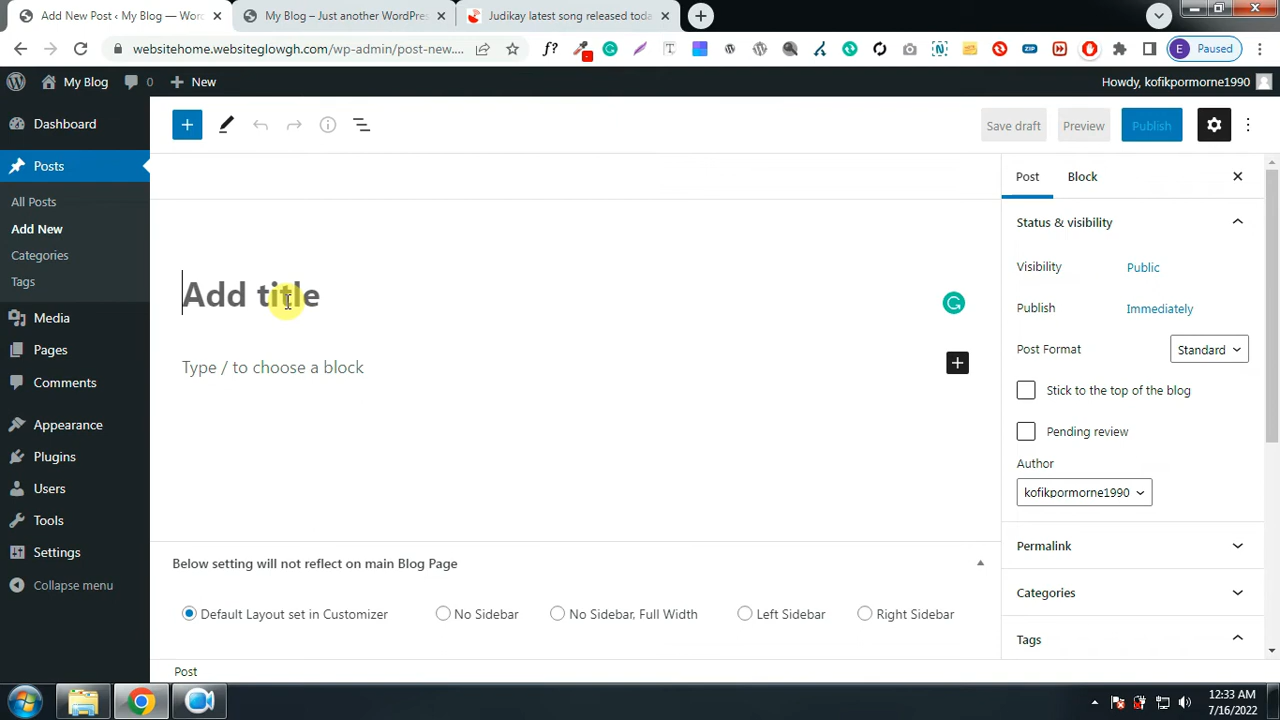 Add New Post ‹ My Blog — Wor
My Blog – Just another WordPres
Judikay latest song released toda
websitehome.websiteglowgh.com/wp-admin/post-new....
f?
T
ZIP
E Paused
My Blog
0
New
Howdy, kofikpormorne1990
Dashboard
Posts
All Posts
Add New
Categories
Tags
Media
Pages
Comments
Appearance
Plugins
Users
Tools
Settings
Collapse menu
Save draft
Preview
Publish
Add title
Type / to choose a block
Below setting will not reflect on main Blog Page
Default Layout set in Customizer
No Sidebar
No Sidebar, Full Width
Left Sidebar
Right Sidebar
Post
Post
Block
Status & visibility
Visibility
Public
Publish
Immediately
Post Format
Standard
Stick to the top of the blog
Pending review
Author
kofikpormorne1990
Permalink
Categories
Tags
12:33 AM
7/16/2022